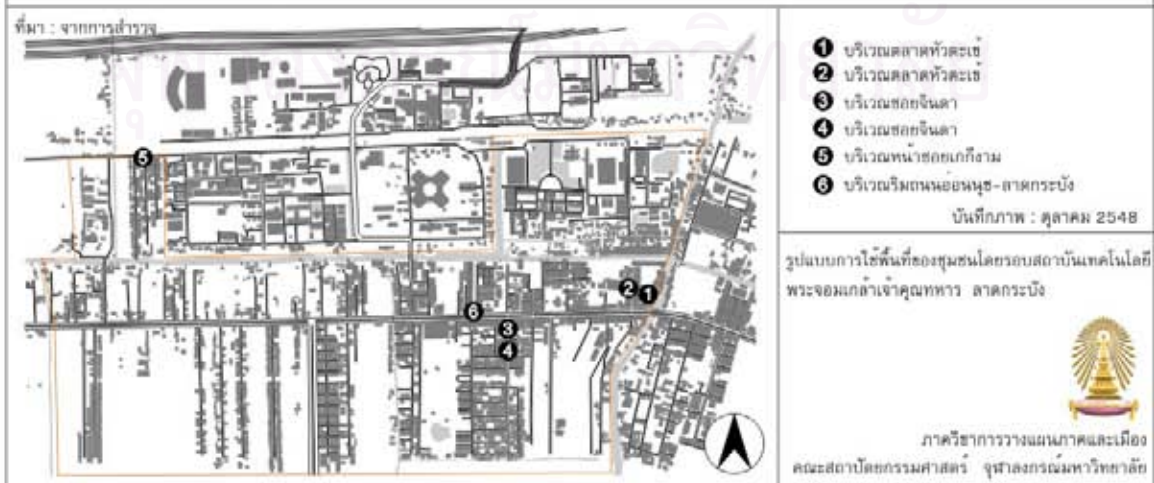 ที่มา : จากการสำรวจ
1 บริเวณตลาดหัวตะเข้
2 บริเวณตลาดหัวตะเข้
3 บริเวณซอยจินดา
4 บริเวณซอยจินดา
5 บริเวณหน้าซอยเกกีงาม
6 บริเวณริมถนนอ่อนนุช-ลาดกระบัง
บันทึกภาพ : ตุลาคม 2548
รูปแบบการใช้พื้นที่ของชุมชนโดยรอบสถาบันเทคโนโลยี
พระจอมเกล้าเจ้าคุณทหาร ลาดกระบัง
ภาควิชาการวางแผนภาคและเมือง
คณะสถาปัตยกรรมศาสตร์ จุฬาลงกรณ์มหาวิทยาลัย
5
2
1
6
3
4